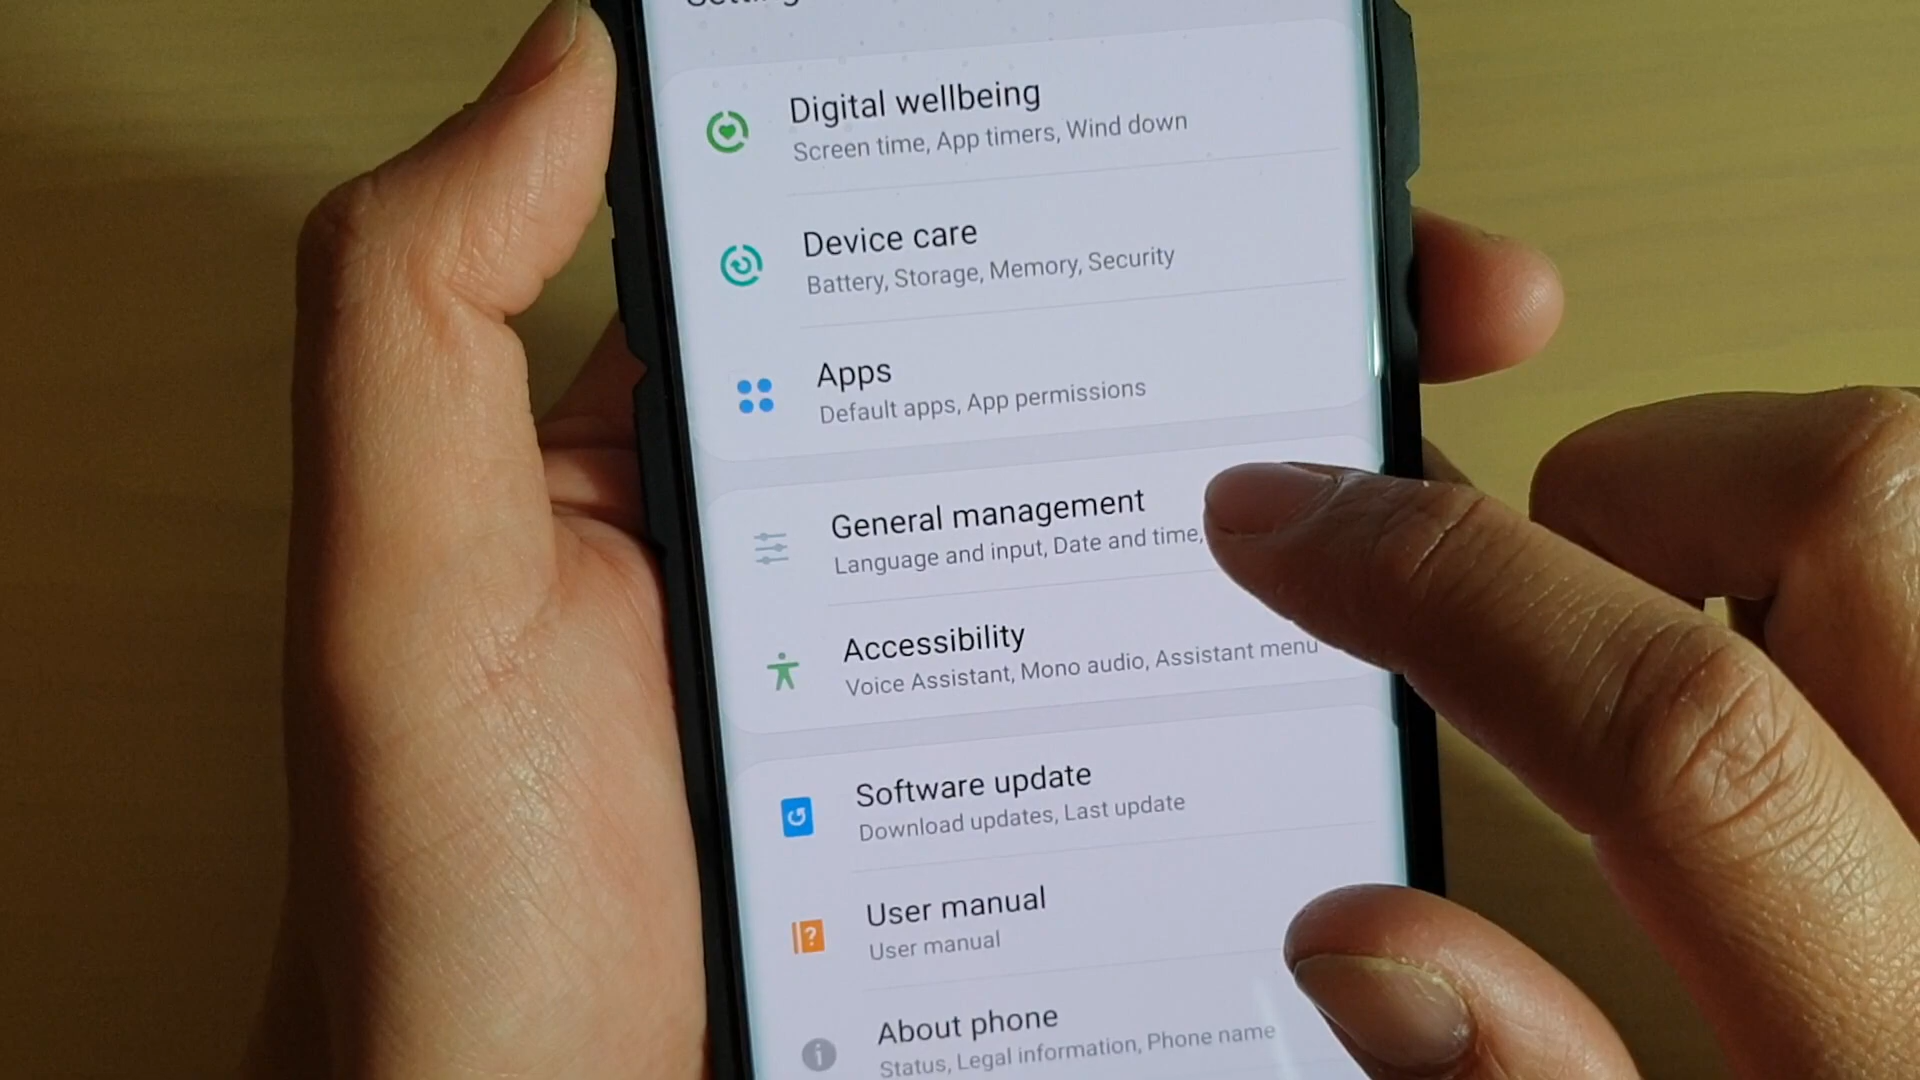 Digital wellbeing
Screen time, App timers, Wind down
Device care
Battery, Storage, Memory, Security
Apps
Default apps, App permissions
General management
Language and input, Date and time,
Accessibility
Voice Assistant, Mono audio, Assistant menu
Software update
Download updates, Last update
User manual
User manual
About phone
Status, Legal information, Phone name